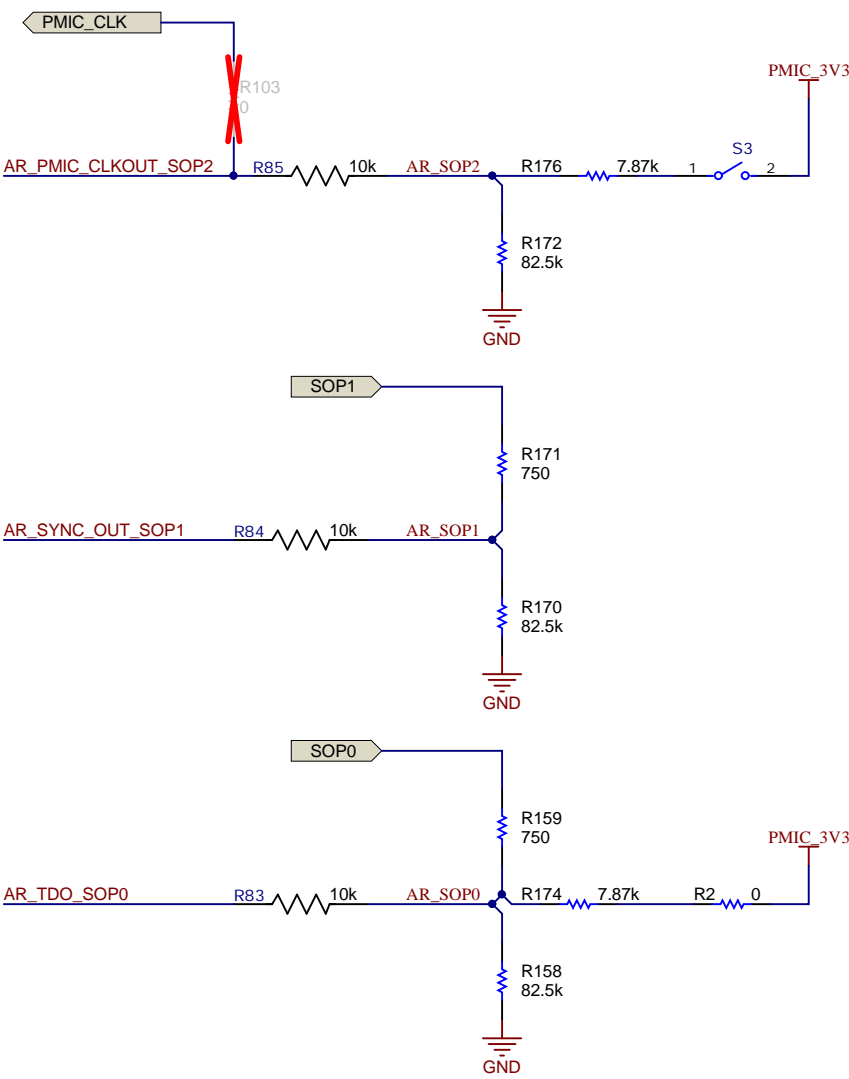 PMIC_CLK
R103
0
PMIC_3V3
AR_PMIC_CLKOUT_SOP2 R85 10k AR_SOP2 R176 7.87k 1 S3 2
R172
82.5k
GND
SOP1
R171
750
AR_SYNC_OUT_SOP1 R84 10k AR_SOP1
R170
82.5k
GND
SOP0
R159
750
PMIC_3V3
AR_TDO_SOP0 R83 10k AR_SOP0 R174 7.87k R2 0
R158
82.5k
GND